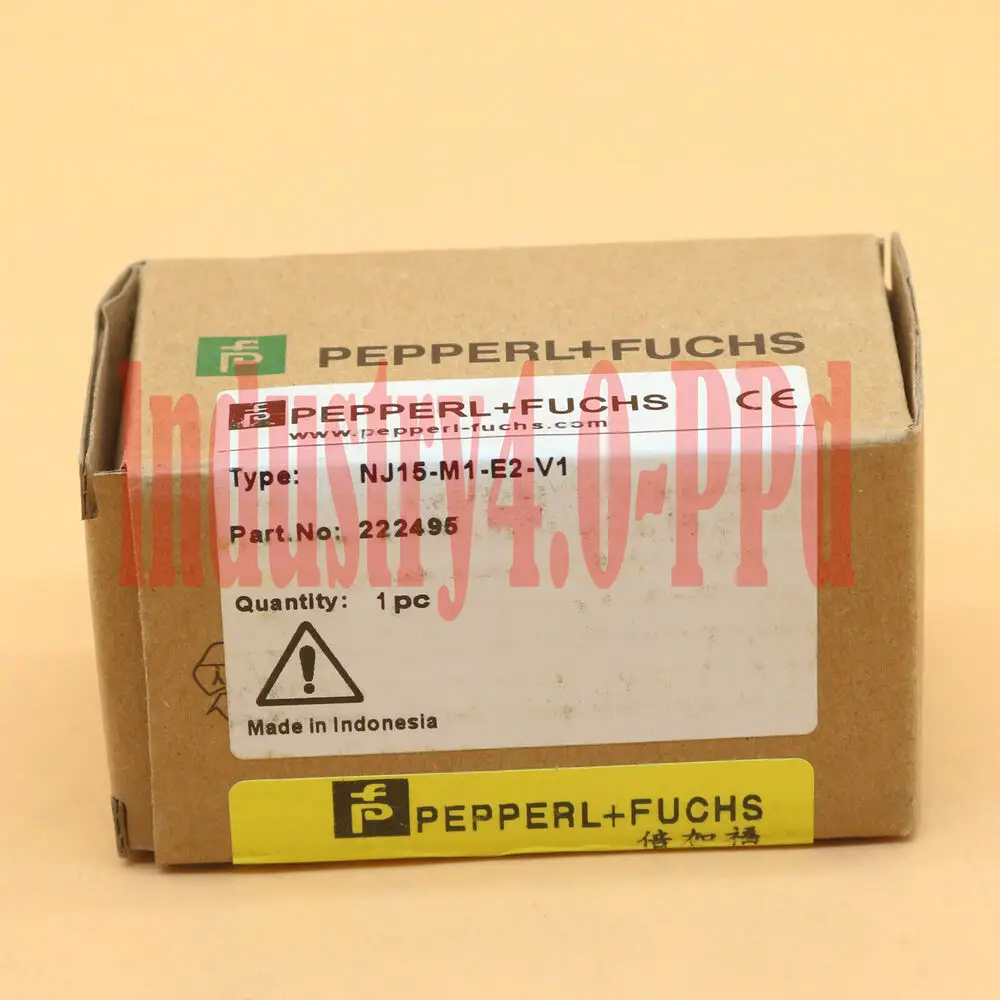 PEPPERL+FUCHS
PEPPERL+FUCHS CE
www.pepperl-fuchs.com
Type: NJ15-M1-E2-V1
Part.No: 222495
Industry4.0-PPd
Quantity: 1pc
Made in Indonesia
PEPPERL+FUCHS
倍加福